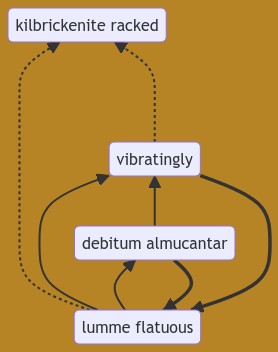 kilbrickenite racked
vibratingly
debitum almucantar
lumme flatuous